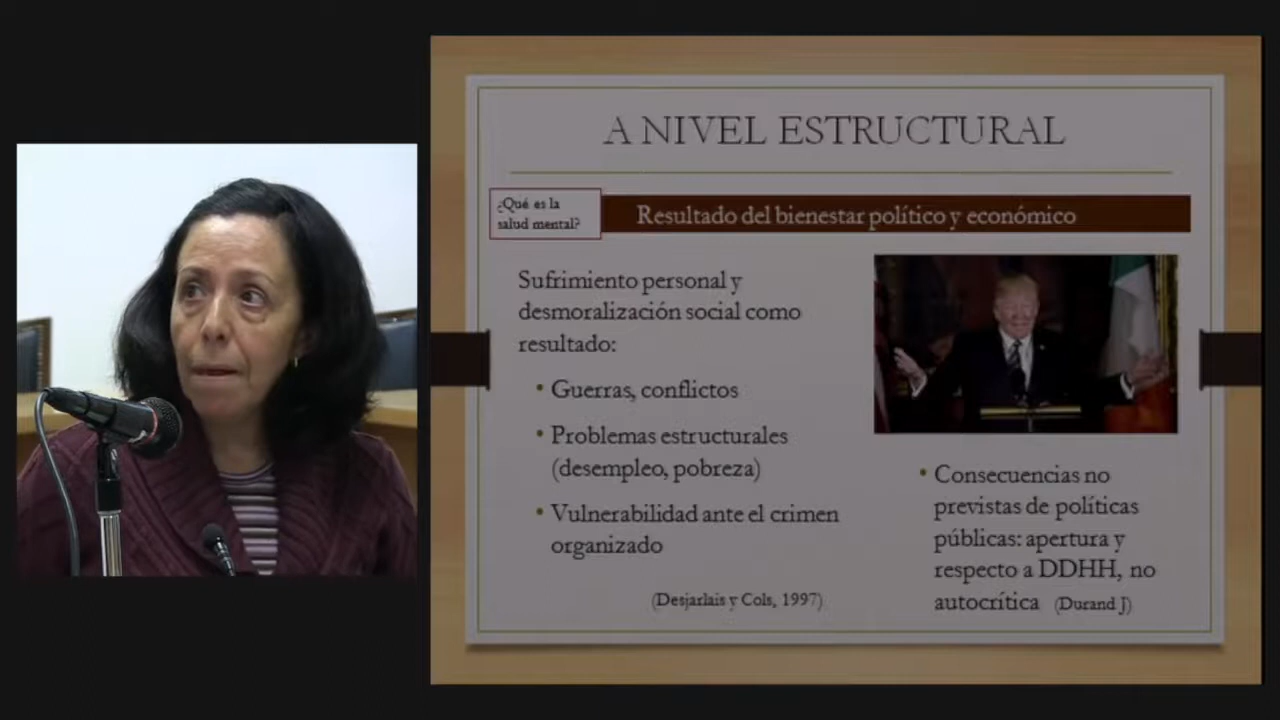 A NIVEL ESTRUCTURAL
¿Qué es la
salud mental?
Resultado del bienestar político y económico
Sufrimiento personal y
desmoralización social como
resultado:
• Guerras, conflictos
• Problemas estructurales
(desempleo, pobreza)
• Vulnerabilidad ante el crimen
organizado
(Desjarlais y Cols, 1997)
• Consecuencias no
previstas de políticas
públicas: apertura y
respecto a DDHH, no
autocrítica (Durand J)